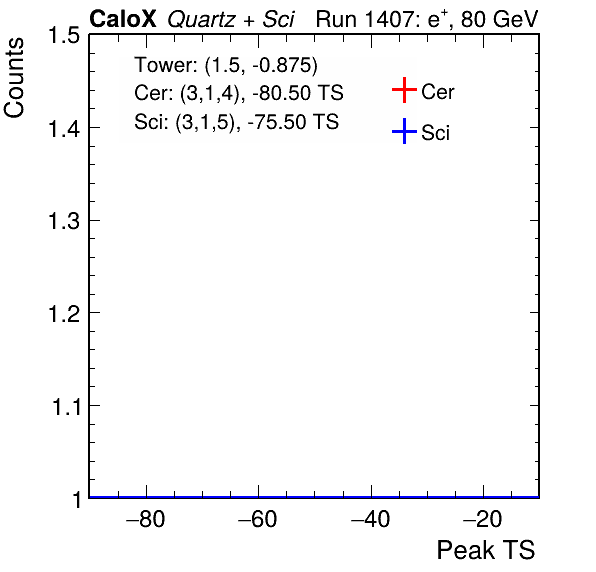 CaloX Quartz + Sci Run 1407: e⁺, 80 GeV
Counts
1.5
Tower: (1.5, -0.875)
Cer: (3,1,4), -80.50 TS
Sci: (3,1,5), -75.50 TS
Cer
Sci
1.4
1.3
1.2
1.1
1
−80 −60 −40 −20
Peak TS